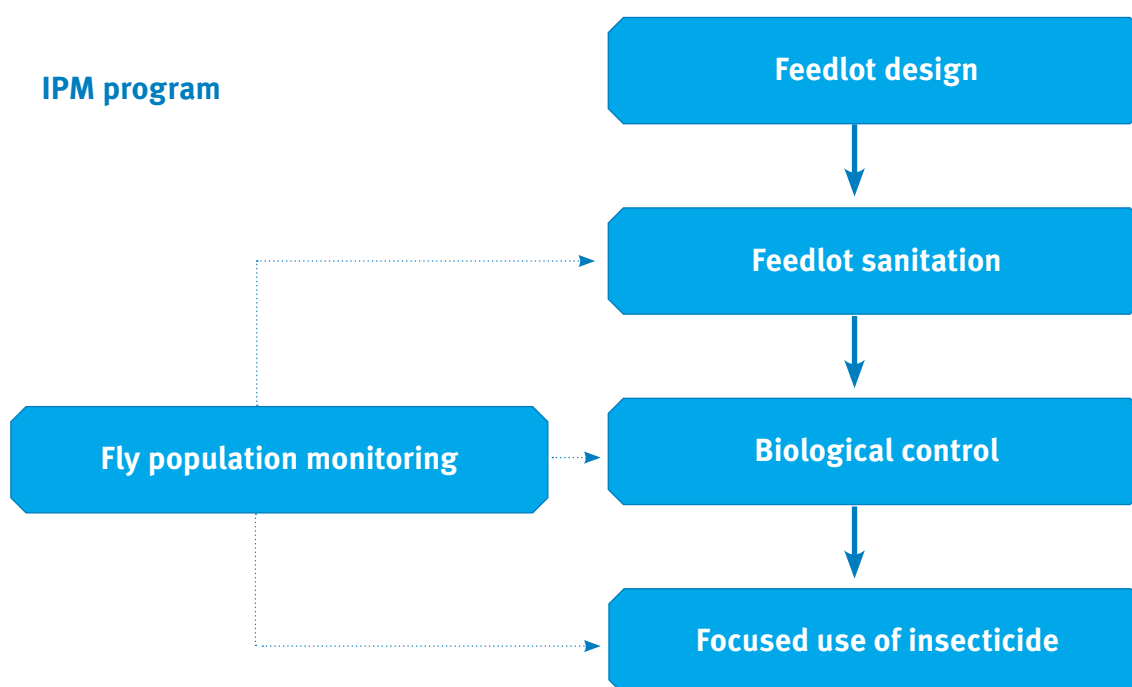 IPM program
Feedlot design
Feedlot sanitation
Fly population monitoring
Biological control
Focused use of insecticide